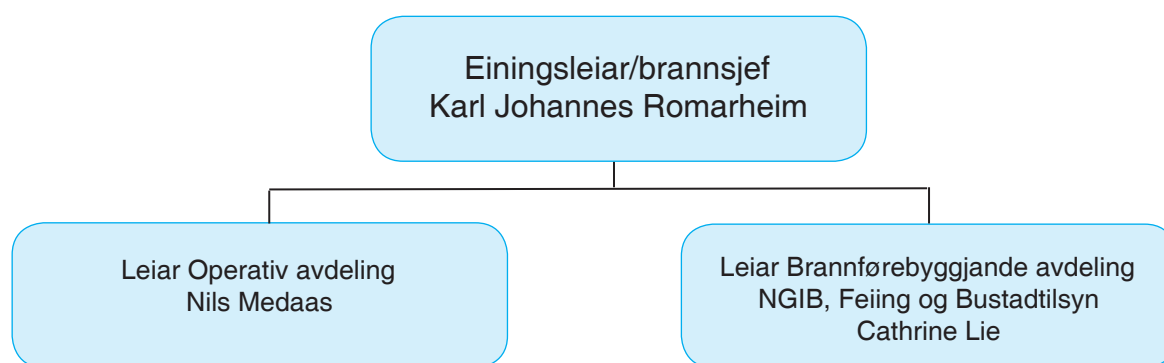 Einingsleiar/brannsjef
Karl Johannes Romarheim
Leiar Operativ avdeling
Nils Medaas
Leiar Brannførebyggjande avdeling
NGIB, Feiing og Bustadtilsyn
Cathrine Lie